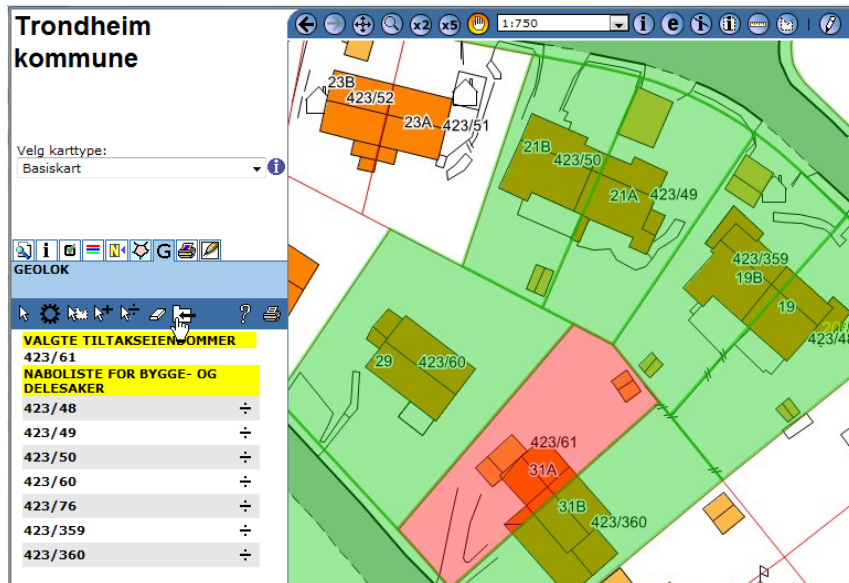 Trondheim
kommune
Velg karttype:
Basiskart
i
i
G
GEOLOK
?
VALGTE TILTAKSEIENDOMMER
423/61
NABOLISTE FOR BYGGE- OG
DELESAKER
423/48 ÷
423/49 ÷
423/50 ÷
423/60 ÷
423/76 ÷
423/359 ÷
423/360 ÷
x2 x5 1:750 i e i
23B
423/52
23A 423/51
21B 423/50
21A 423/49
423/359
19B
19
423/48
29 423/60
423/61
31A
31B
423/360